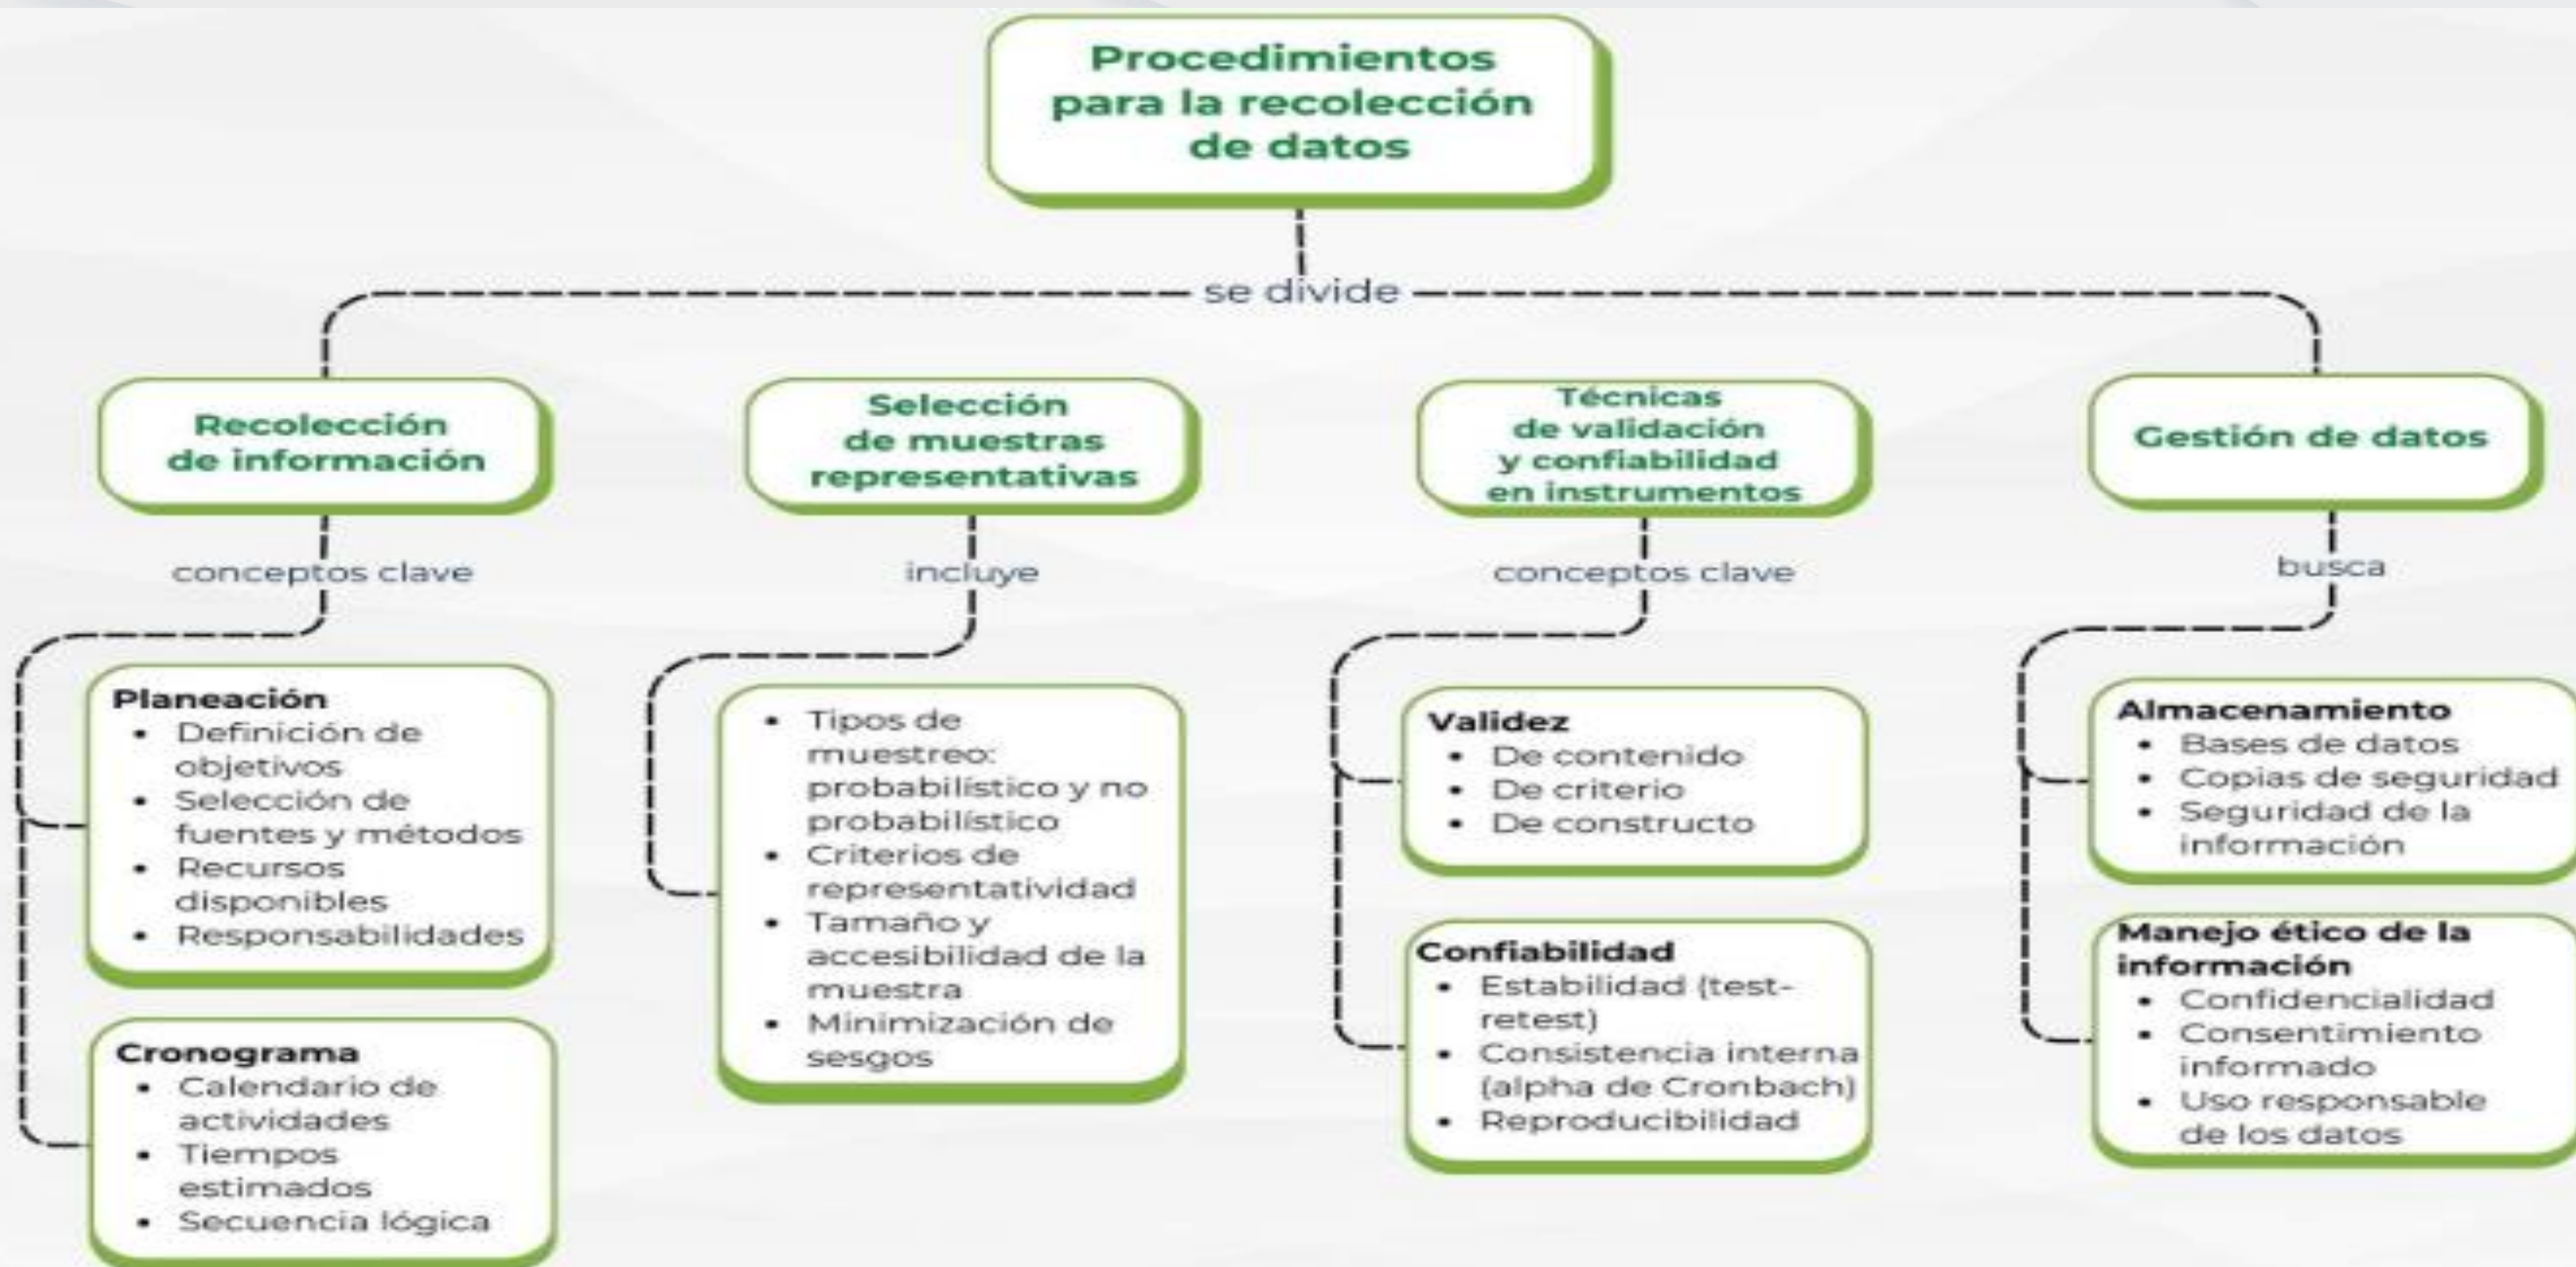 Procedimientos
para la recolección
de datos
se divide
Recolección
de información
conceptos clave
Planeación
• Definición de
objetivos
• Selección de
fuentes y métodos
• Recursos
disponibles
• Responsabilidades
Cronograma
• Calendario de
actividades
• Tiempos
estimados
• Secuencia lógica
Selección
de muestras
representativas
incluye
• Tipos de
muestreo:
probabilístico y no
probabilístico
• Criterios de
representatividad
• Tamaño y
accesibilidad de la
muestra
• Minimización de
sesgos
Técnicas
de validación
y confiabilidad
en instrumentos
conceptos clave
Validez
• De contenido
• De criterio
• De constructo
Confiabilidad
• Estabilidad (test-
retest)
• Consistencia interna
(alpha de Cronbach)
• Reproducibilidad
Gestión de datos
busca
Almacenamiento
• Bases de datos
• Copias de seguridad
• Seguridad de la
información
Manejo ético de la
información
• Confidencialidad
• Consentimiento
informado
• Uso responsable
de los datos